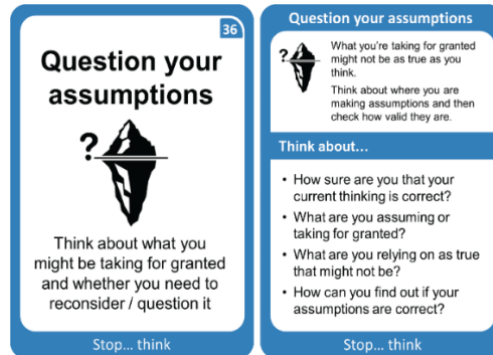 36
Question your
assumptions
?
Think about what you
might be taking for granted
and whether you need to
reconsider / question it
Stop... think
Question your assumptions
?
What you're taking for granted
might not be as true as you
think.
Think about where you are
making assumptions and then
check how valid they are.
Think about...
• How sure are you that your
current thinking is correct?
• What are you assuming or
taking for granted?
• What are you relying on as true
that might not be?
• How can you find out if your
assumptions are correct?
Stop... think